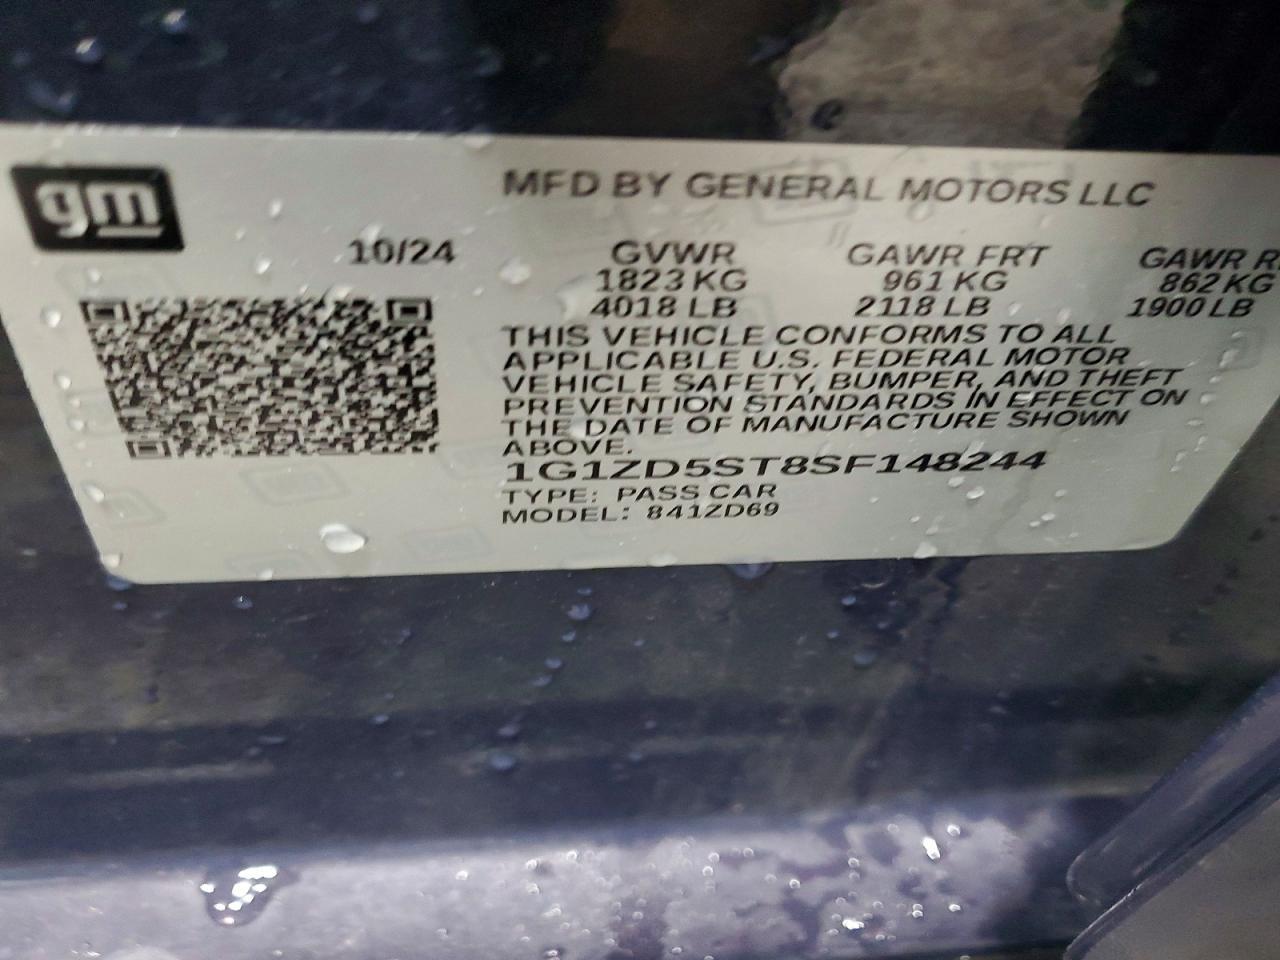 gm
MFD BY GENERAL MOTORS LLC
10/24 GVWR GAWR FRT GAWR R
1823 KG 961 KG 862 KG
4018 LB 2118 LB 1900 LB
THIS VEHICLE CONFORMS TO ALL
APPLICABLE U.S. FEDERAL MOTOR
VEHICLE SAFETY, BUMPER, AND THEFT
PREVENTION STANDARDS IN EFFECT ON
THE DATE OF MANUFACTURE SHOWN
ABOVE.
1G1ZD5ST8SF148244
TYPE: PASS CAR
MODEL: 841ZD69